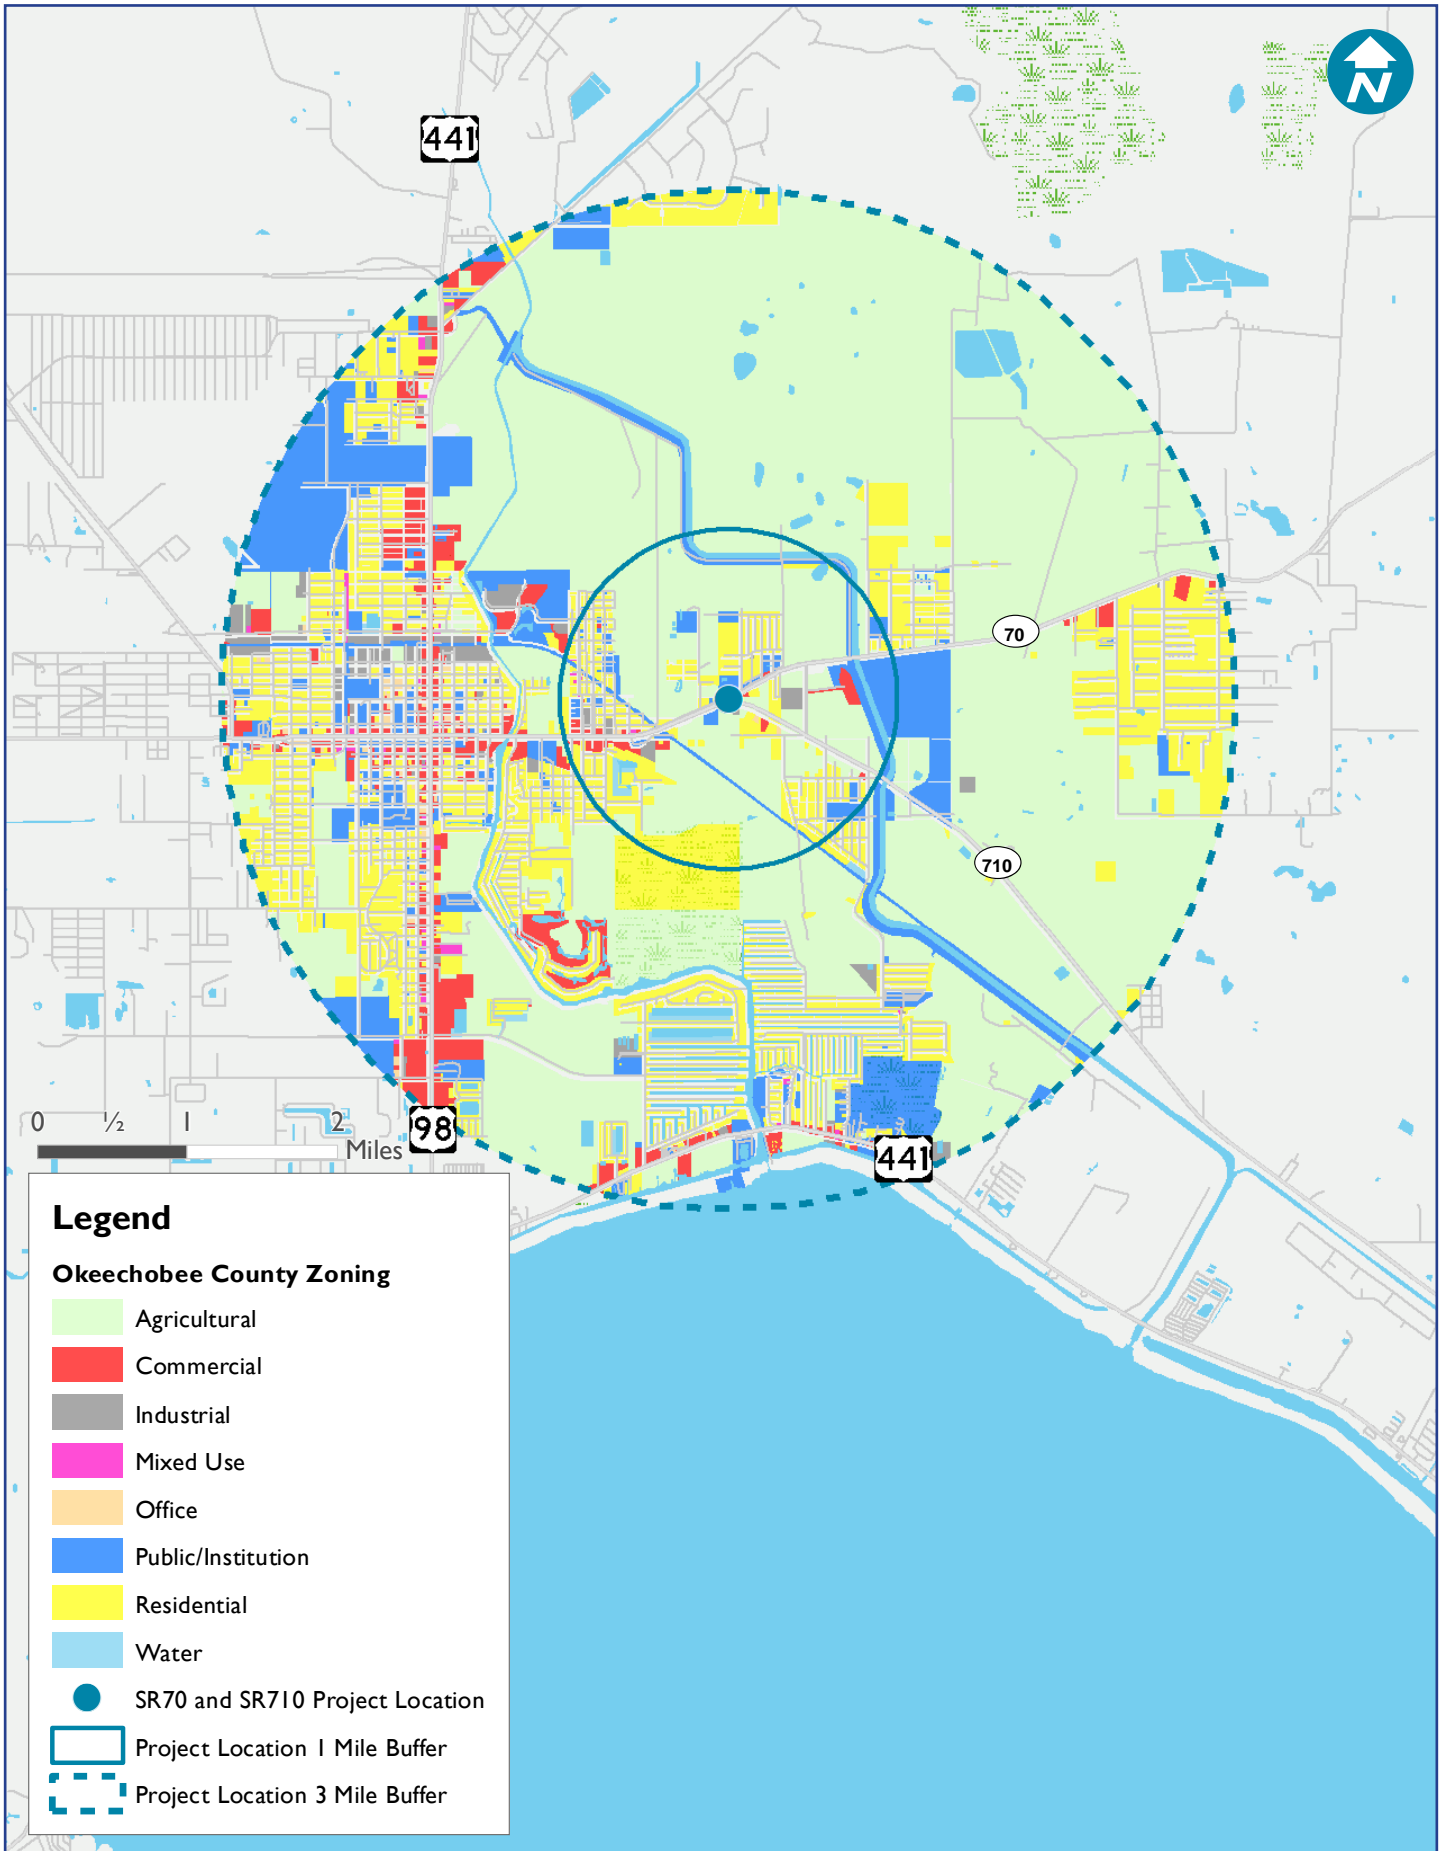 N
441
70
710
0 ½ 1 2
Miles
98
441
Legend
Okeechobee County Zoning
Agricultural
Commercial
Industrial
Mixed Use
Office
Public/Institution
Residential
Water
SR70 and SR710 Project Location
Project Location 1 Mile Buffer
Project Location 3 Mile Buffer